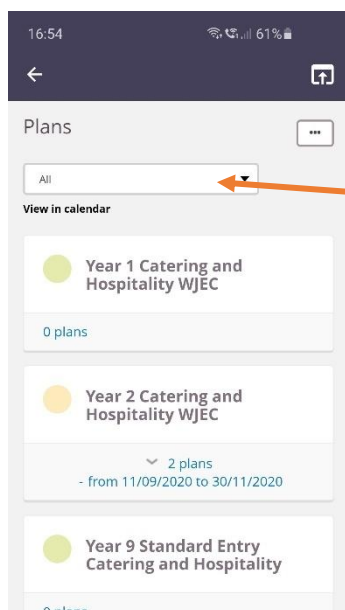 16:54 61%
Plans
...
All
View in calendar
Year 1 Catering and
Hospitality WJEC
0 plans
Year 2 Catering and
Hospitality WJEC
2 plans
- from 11/09/2020 to 30/11/2020
Year 9 Standard Entry
Catering and Hospitality
0 plans